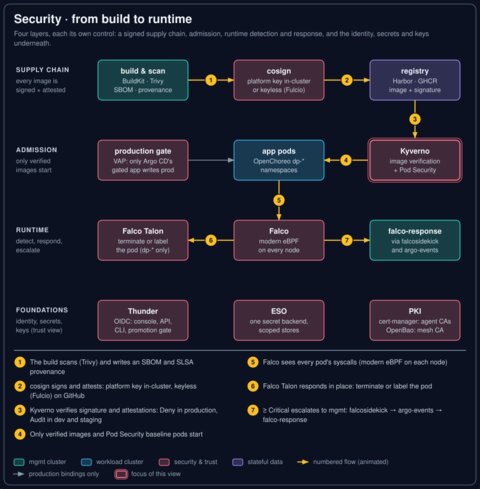 Security · from build to runtime
Four layers, each its own control: a signed supply chain, admission, runtime detection and response, and the identity, secrets and keys
underneath.
SUPPLY CHAIN
every image is
signed + attested
build & scan
BuildKit · Trivy
SBOM · provenance
1
cosign
platform key in-cluster
or keyless (Fulcio)
2
registry
Harbor · GHCR
image + signature
3
ADMISSION
only verified
images start
production gate
VAP: only Argo CD's
gated app writes prod
app pods
OpenChoreo dp-*
namespaces
4
Kyverno
image verification
+ Pod Security
5
RUNTIME
detect, respond,
escalate
Falco Talon
terminate or label
the pod (dp-* only)
6
Falco
modern eBPF
on every node
7
falco-response
via falcosidekick
and argo-events
FOUNDATIONS
identity, secrets,
keys (trust view)
Thunder
OIDC: console, API,
CLI, promotion gate
ESO
one secret backend,
scoped stores
PKI
cert-manager: agent CAs
OpenBao: mesh CA
1 The build scans (Trivy) and writes an SBOM and SLSA
provenance
2 cosign signs and attests: platform key in-cluster, keyless
(Fulcio) on GitHub
3 Kyverno verifies signature and attestations: Deny in production,
Audit in dev and staging
4 Only verified images and Pod Security baseline pods start
5 Falco sees every pod's syscalls (modern eBPF on each node)
6 Falco Talon responds in place: terminate or label the pod
7 ≥ Critical escalates to mgmt: falcosidekick → argo-events →
falco-response
mgmt cluster
workload cluster
security & trust
stateful data
numbered flow (animated)
production bindings only
focus of this view